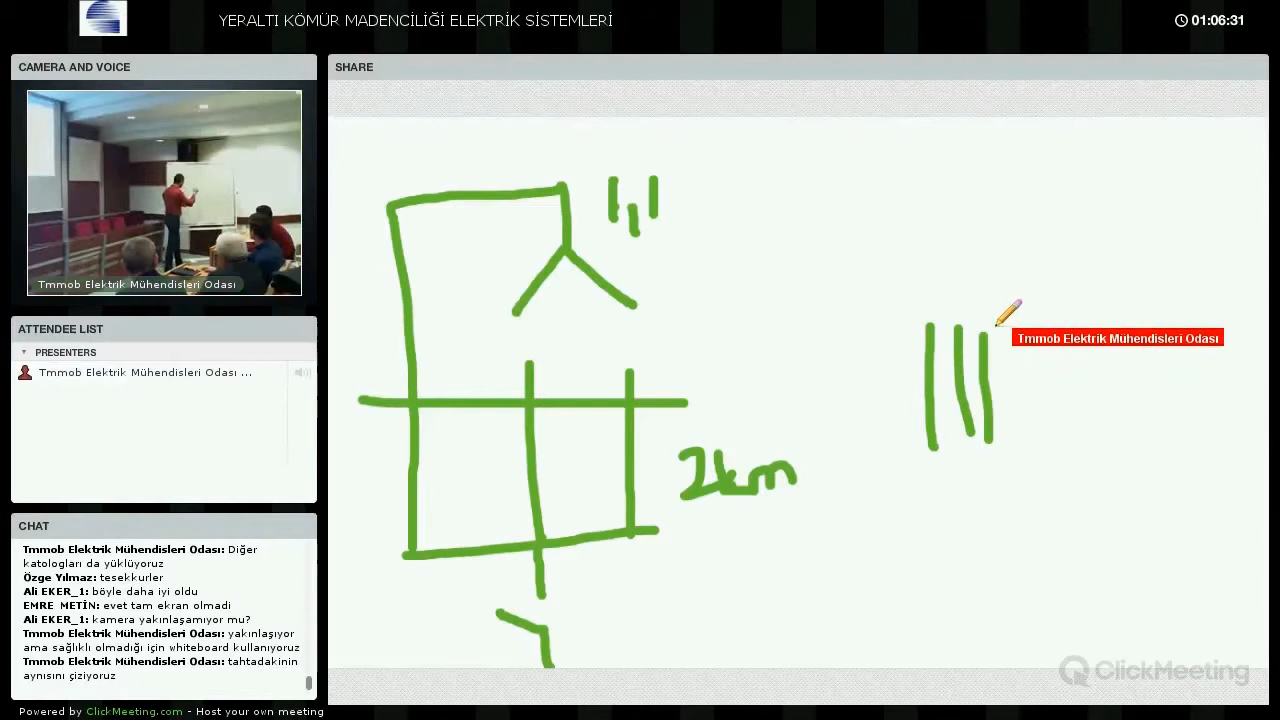 YERALTI KÖMÜR MADENCİLİĞİ ELEKTRİK SİSTEMLERİ
01:06:31
CAMERA AND VOICE
Tmmob Elektrik Mühendisleri Odası
ATTENDEE LIST
PRESENTERS
Tmmob Elektrik Mühendisleri Odası ...
CHAT
Tmmob Elektrik Mühendisleri Odası: Diğer
katologları da yüklüyoruz
Özge Yılmaz: tesekkurler
Ali EKER_1: böyle daha iyi oldu
EMRE METİN: evet tam ekran olmadi
Ali EKER_1: kamera yakınlaşamıyor mu?
Tmmob Elektrik Mühendisleri Odası: yakınlaşıyor
ama sağlıklı olmadığı için whiteboard kullanıyoruz
Tmmob Elektrik Mühendisleri Odası: tahtadakinin
aynısını çiziyoruz
Powered by ClickMeeting.com - Host your own meeting
SHARE
1,1
Tmmob Elektrik Mühendisleri Odası
2km
ClickMeeting